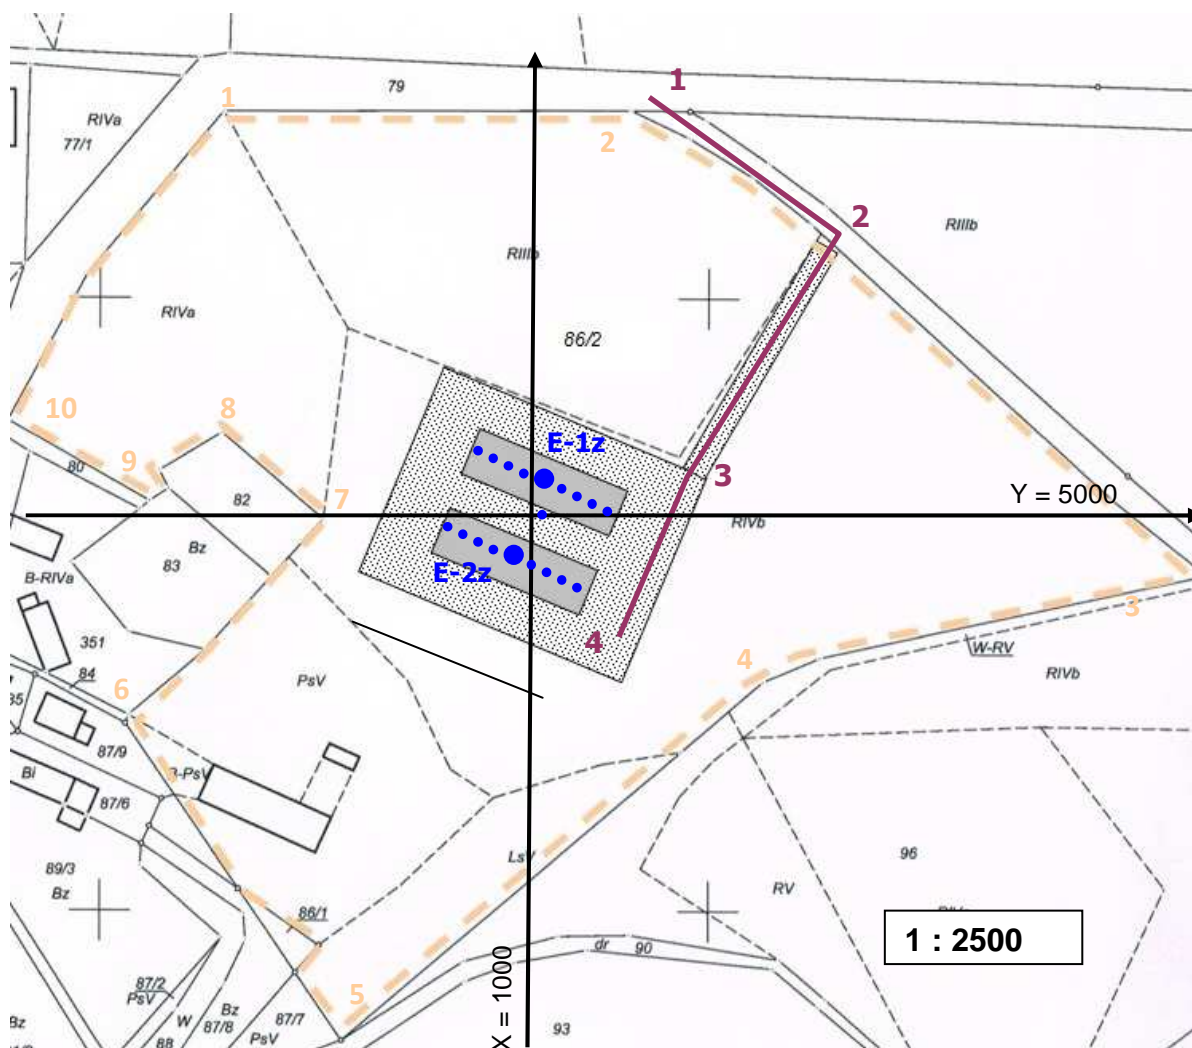 79
1
1
RIVa
77/1
2
2
RIIIb
RIIIb
RIVa
86/2
10
8
E-1z
9
80
82
7
3
Y = 5000
RIVb
Bz
83
B-RIVa
E-2z
3
351
84
4
4
W-RV
RIVb
6
PsV
87/9
Bi
87/6
89/3
Bz
LsV
96
RV
86/1
1 : 2500
dr
90
X = 1000
87/2
PsV
W
88
Bz
87/8
87/7
PsV
5
93
Bz